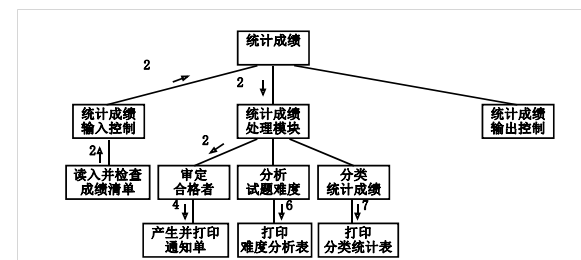 统计成绩
2
2
统计成绩
输入控制
统计成绩
处理模块
统计成绩
输出控制
2
2
读入并检查
成绩清单
审定
合格者
分析
试题难度
分类
统计成绩
4
6
7
产生并打印
通知单
打印
难度分析表
打印
分类统计表